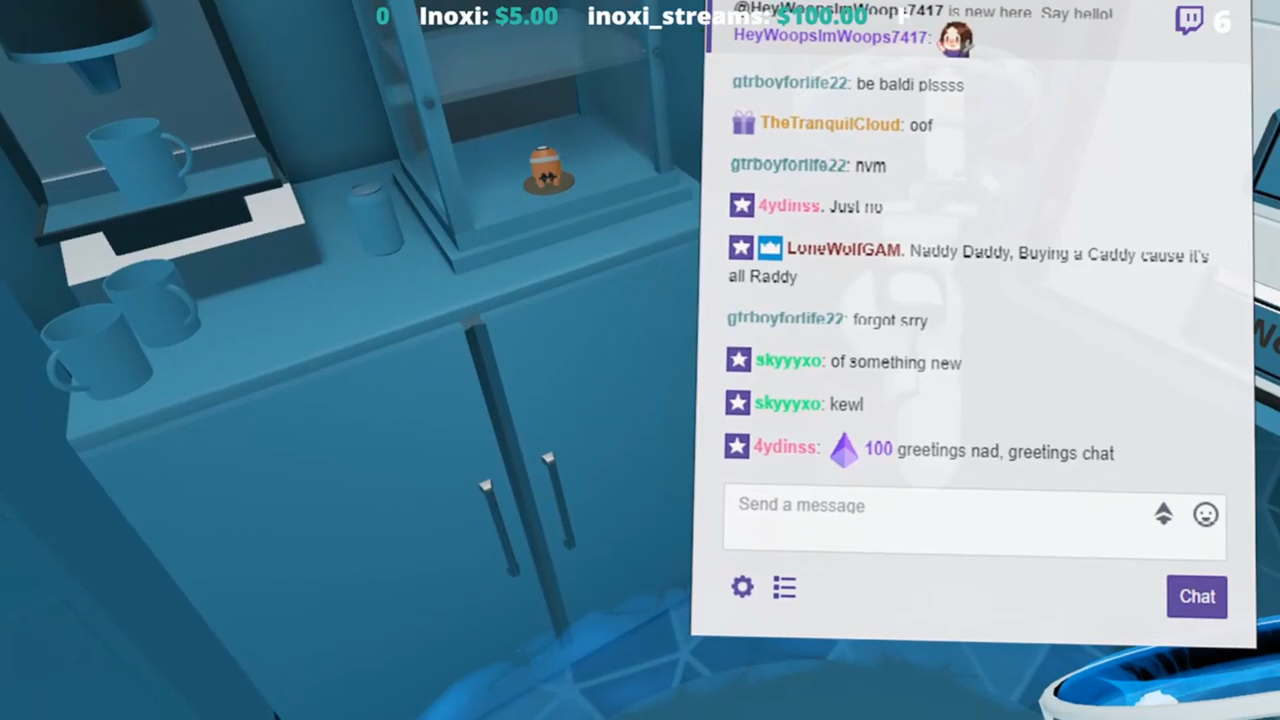 0 Inoxi: $5.00 inoxi_streams: $100.00 F
6
@HeyWoopsImWoops7417 is new here. Say hello!
HeyWoopsImWoops7417:
gtrboyforlife22: be baldi plssss
TheTranquilCloud: oof
gtrboyforlife22: nvm
4ydinss. Just no
LoneWolfGAM. Naddy Daddy, Buying a Caddy cause it's
all Raddy
gtrboyforlife22: forgot srry
skyyyxo: of something new
skyyyxo: kewl
4ydinss: 100 greetings nad, greetings chat
Send a message
Chat